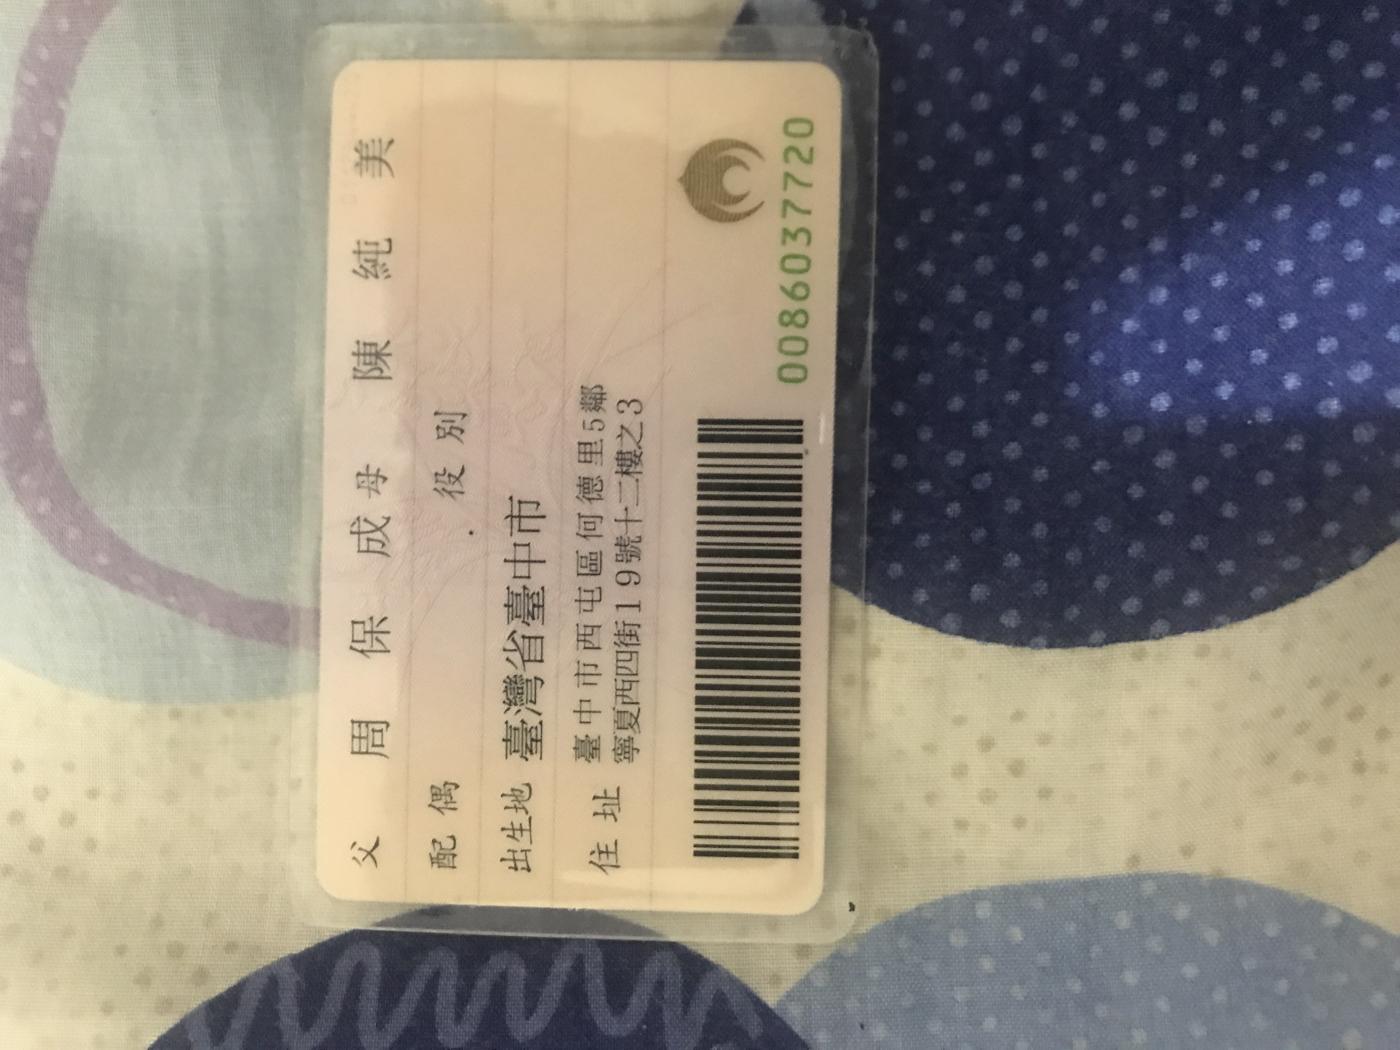 父 周保成 母 陳純美
配偶 役別
出生地 臺灣省臺中市
住址 臺中市西屯區何德里5鄰
寧夏西四街19號十二樓之3
0086037720